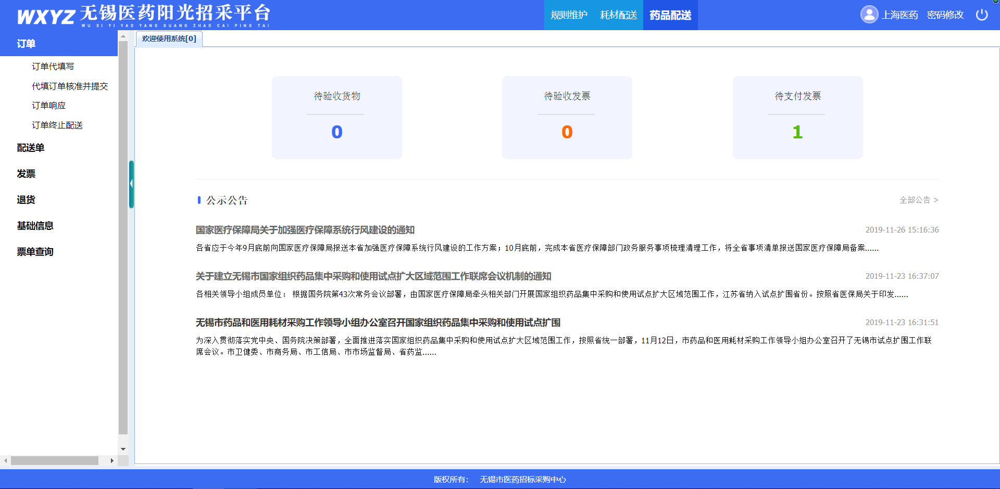 WXYZ 无锡医药阳光招采平台
WU XI YI YAO YANG GUANG ZHAO CAI PING TAI
规则维护 耗材配送 药品配送
上海医药 密码修改
订单
订单代填写
代填订单核准并提交
订单响应
订单终止配送
配送单
发票
退货
基础信息
票单查询
欢迎使用系统[0]
待验收货物
0
待验收发票
0
待支付发票
1
公示公告
全部公告 >
国家医疗保障局关于加强医疗保障系统行风建设的通知
2019-11-26 15:16:36
各省应于今年9月底前向国家医疗保障局报送本省加强医疗保障系统行风建设的工作方案；10月底前，完成本省医疗保障部门政务服务事项梳理清理工作，将全省事项清单报送国家医疗保障局备案......
关于建立无锡市国家组织药品集中采购和使用试点扩大区域范围工作联席会议机制的通知
2019-11-23 16:37:07
各相关领导小组成员单位： 根据国务院第43次常务会议部署，由国家医疗保障局牵头相关部门开展国家组织药品集中采购和使用试点扩大区域范围工作，江苏省纳入试点扩围省份。按照省医保局关于印发......
无锡市药品和医用耗材采购工作领导小组办公室召开国家组织药品集中采购和使用试点扩围
2019-11-23 16:31:51
为深入贯彻落实党中央、国务院决策部署，全面推进落实国家组织药品集中采购和使用试点扩大区域范围工作，按照省统一部署，11月12日，市药品和医用耗材采购工作领导小组办公室召开了无锡市试点扩围工作联
席会议。市卫健委、市商务局、市工信局、市市场监督局、省药监......
版权所有： 无锡市医药招标采购中心